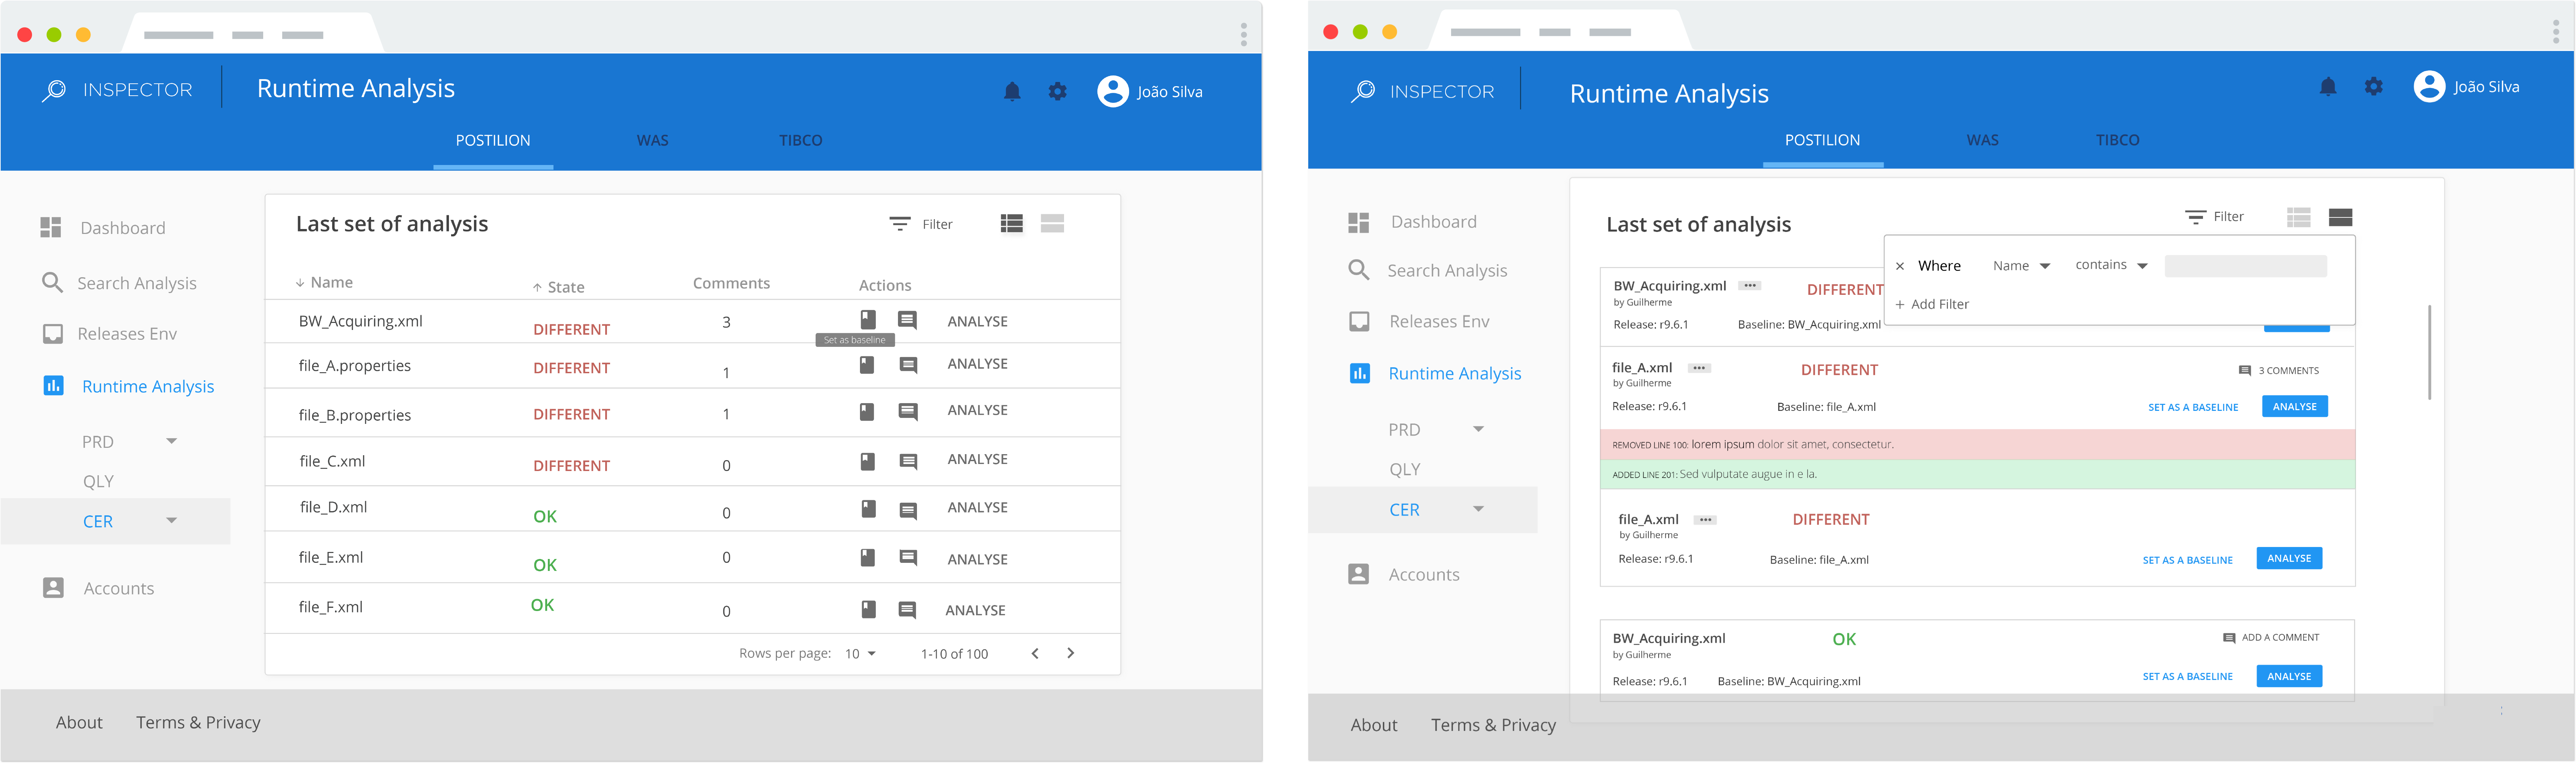 INSPECTOR
Runtime Analysis
João Silva
POSTILION WAS TIBCO
Dashboard
Search Analysis
Releases Env
Runtime Analysis
PRD
QLY
CER
Accounts
Last set of analysis Filter
Name State Comments Actions
BW_Acquiring.xml DIFFERENT 3 ANALYSE
Set as baseline
file_A.properties DIFFERENT 1 ANALYSE
file_B.properties DIFFERENT 1 ANALYSE
file_C.xml DIFFERENT 0 ANALYSE
file_D.xml OK 0 ANALYSE
file_E.xml OK 0 ANALYSE
file_F.xml OK 0 ANALYSE
Rows per page: 10 1-10 of 100
About Terms & Privacy
INSPECTOR
Runtime Analysis
João Silva
POSTILION WAS TIBCO
Dashboard
Search Analysis
Releases Env
Runtime Analysis
PRD
QLY
CER
Accounts
Last set of analysis Filter
× Where Name contains
+ Add Filter
BW_Acquiring.xml ... DIFFERENT
by Guilherme
Release: r9.6.1 Baseline: BW_Acquiring.xml
file_A.xml ... DIFFERENT 3 COMMENTS
by Guilherme
Release: r9.6.1 Baseline: file_A.xml SET AS A BASELINE ANALYSE
REMOVED LINE 100: lorem ipsum dolor sit amet, consectetur.
ADDED LINE 201: Sed vulputate augue in e la.
file_A.xml ... DIFFERENT
by Guilherme
Release: r9.6.1 Baseline: file_A.xml SET AS A BASELINE ANALYSE
BW_Acquiring.xml OK ADD A COMMENT
by Guilherme
Release: r9.6.1 Baseline: BW_Acquiring.xml SET AS A BASELINE ANALYSE
About Terms & Privacy